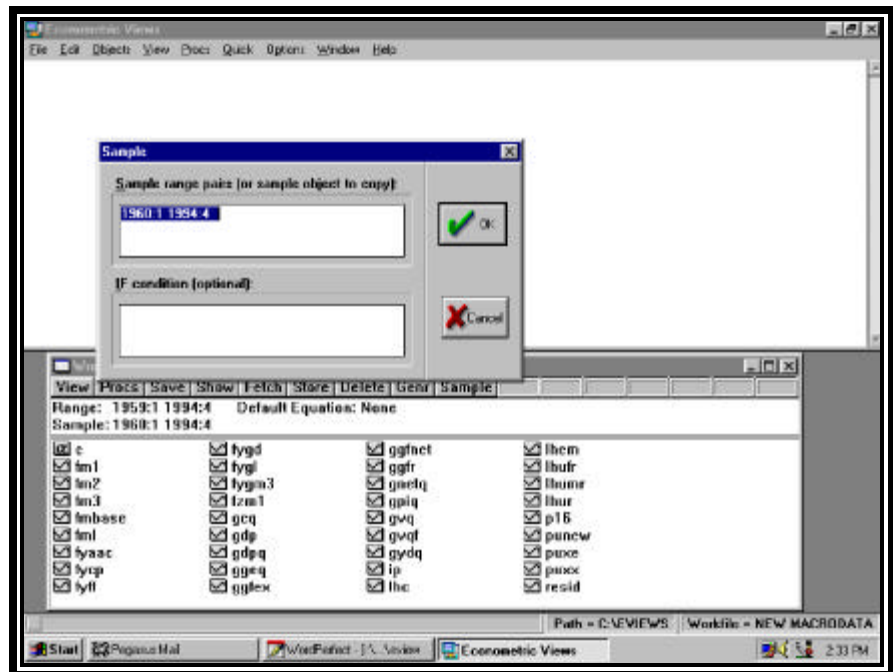 Econometric Views
File Edit Objects View Procs Quick Options Window Help
Sample
Sample range pairs (or sample object to copy):
1960:1 1994:4
OK
IF condition (optional):
Cancel
View Procs Save Show Fetch Store Delete Genr Sample
Range: 1959:1 1994:4 Default Equation: None
Sample: 1960:1 1994:4
c fygd ggfnet lhem
fm1 fygl ggfr lhufr
fm2 fygm3 gnetq lhumr
fm3 fzm1 gpiq lhur
fmbase gcq gvq p16
fml gdp gvqf punew
fyaac gdpq gydq puxe
fycp ggeq ip puxx
fyff ggfex lhc resid
Path = C:\EVIEWS Workfile = NEW MACRODATA
Start Pegasus Mail WordPerfect - Econometric Views 2:33 PM